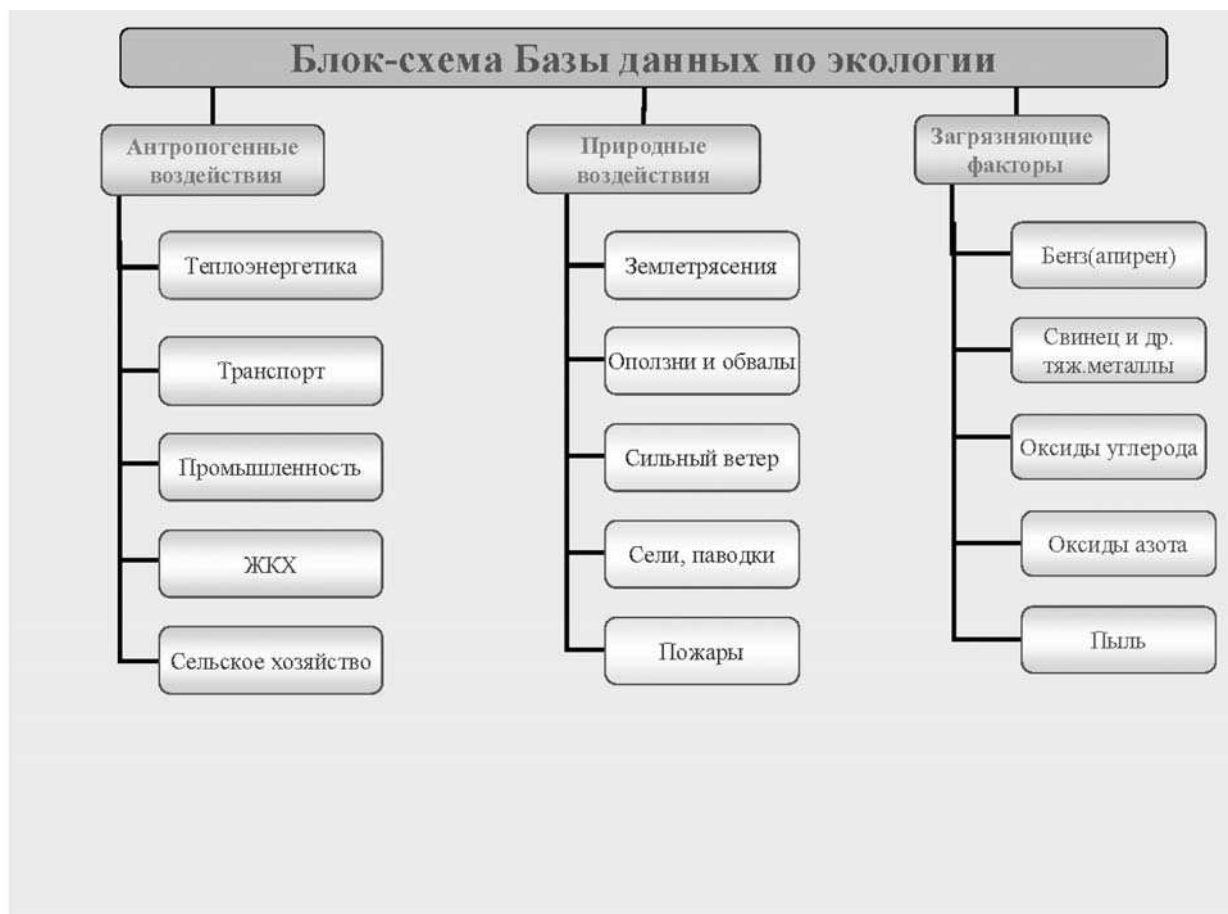 Блок-схема Базы данных по экологии
Антропогенные
воздействия
Теплоэнергетика
Транспорт
Промышленность
ЖКХ
Сельское хозяйство
Природные
воздействия
Землетрясения
Оползни и обвалы
Сильный ветер
Сели, паводки
Пожары
Загрязняющие
факторы
Бенз(апирен)
Свинец и др.
тяж.металлы
Оксиды углерода
Оксиды азота
Пыль